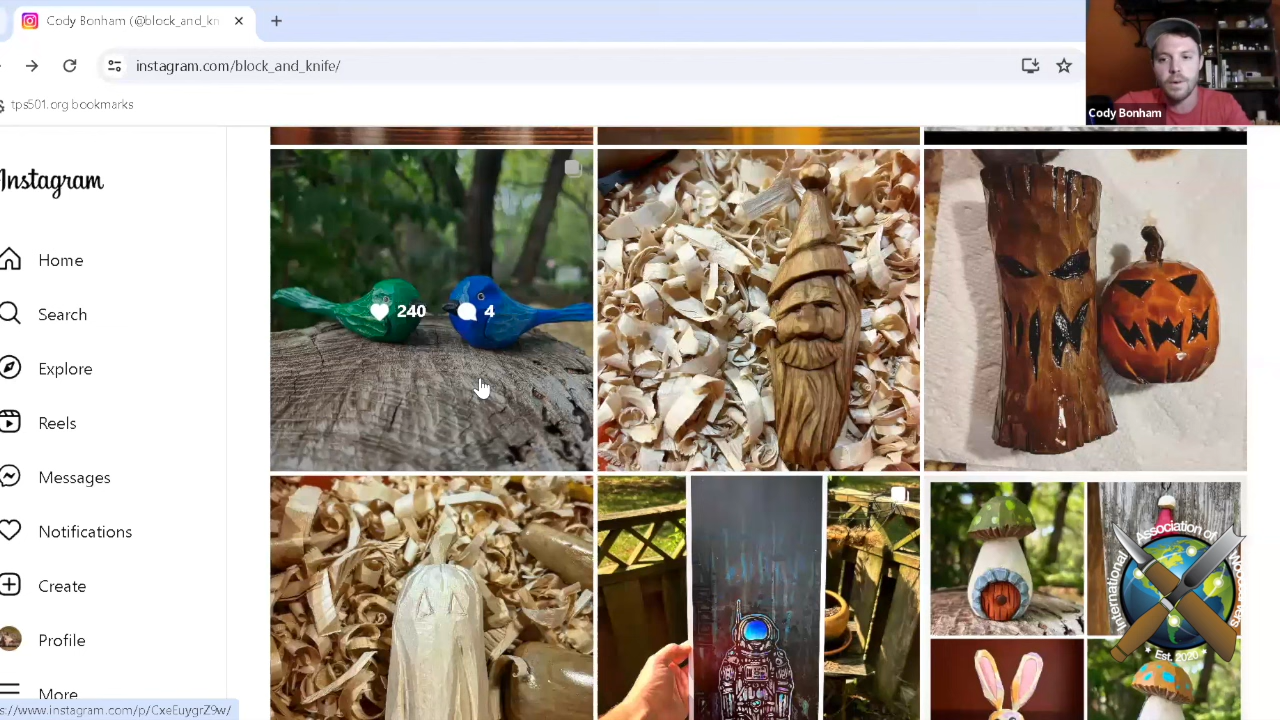 Cody Bonham (@block_and_kn
instagram.com/block_and_knife/
tps501.org bookmarks
Cody Bonham
Instagram
Home
Search
Explore
Reels
Messages
Notifications
Create
Profile
More
240
4
International Association of Woodcarvers
Est. 2020
s://www.instagram.com/p/CxeEuygrZ9w/